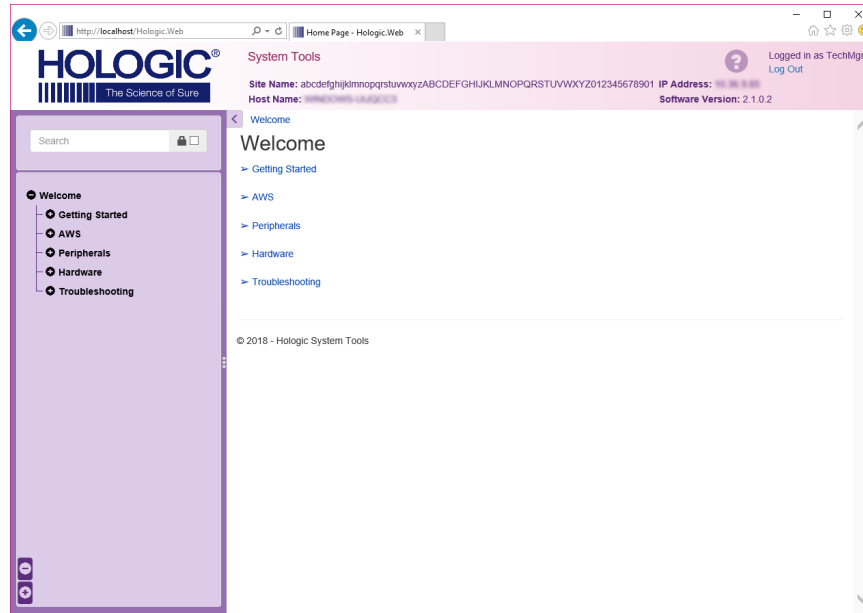 http://localhost/Hologic.Web
Home Page - Hologic.Web
HOLOGIC®
The Science of Sure
System Tools
Logged in as TechMgr
Log Out
Site Name: abcdefghijklmnopqrstuvwxyzABCDEFGHIJKLMNOPQRSTUVWXYZ012345678901 IP Address:
Host Name: Software Version: 2.1.0.2
Search
Welcome
Getting Started
AWS
Peripherals
Hardware
Troubleshooting
Welcome
Welcome
➢ Getting Started
➢ AWS
➢ Peripherals
➢ Hardware
➢ Troubleshooting
© 2018 - Hologic System Tools